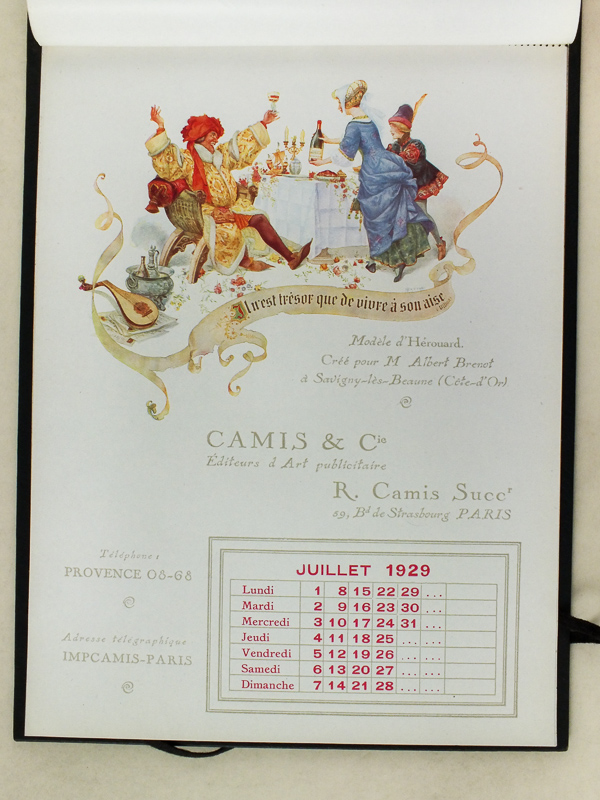 Il n'est trésor que de vivre à son aise
Villon
Modèle d'Hérouard.
Créé pour M Albert Brenot
à Savigny-lès-Beaune (Côte-d'Or)
CAMIS & Cie
Éditeurs d'Art publicitaire
R. Camis Succr
59, Bd de Strasbourg PARIS
Téléphone :
PROVENCE 08-68
Adresse télégraphique
IMPCAMIS-PARIS
JUILLET 1929
Lundi 1 8 15 22 29 ...
Mardi 2 9 16 23 30 ...
Mercredi 3 10 17 24 31 ...
Jeudi 4 11 18 25 ... ...
Vendredi 5 12 19 26 ... ...
Samedi 6 13 20 27 ... ...
Dimanche 7 14 21 28 ... ...